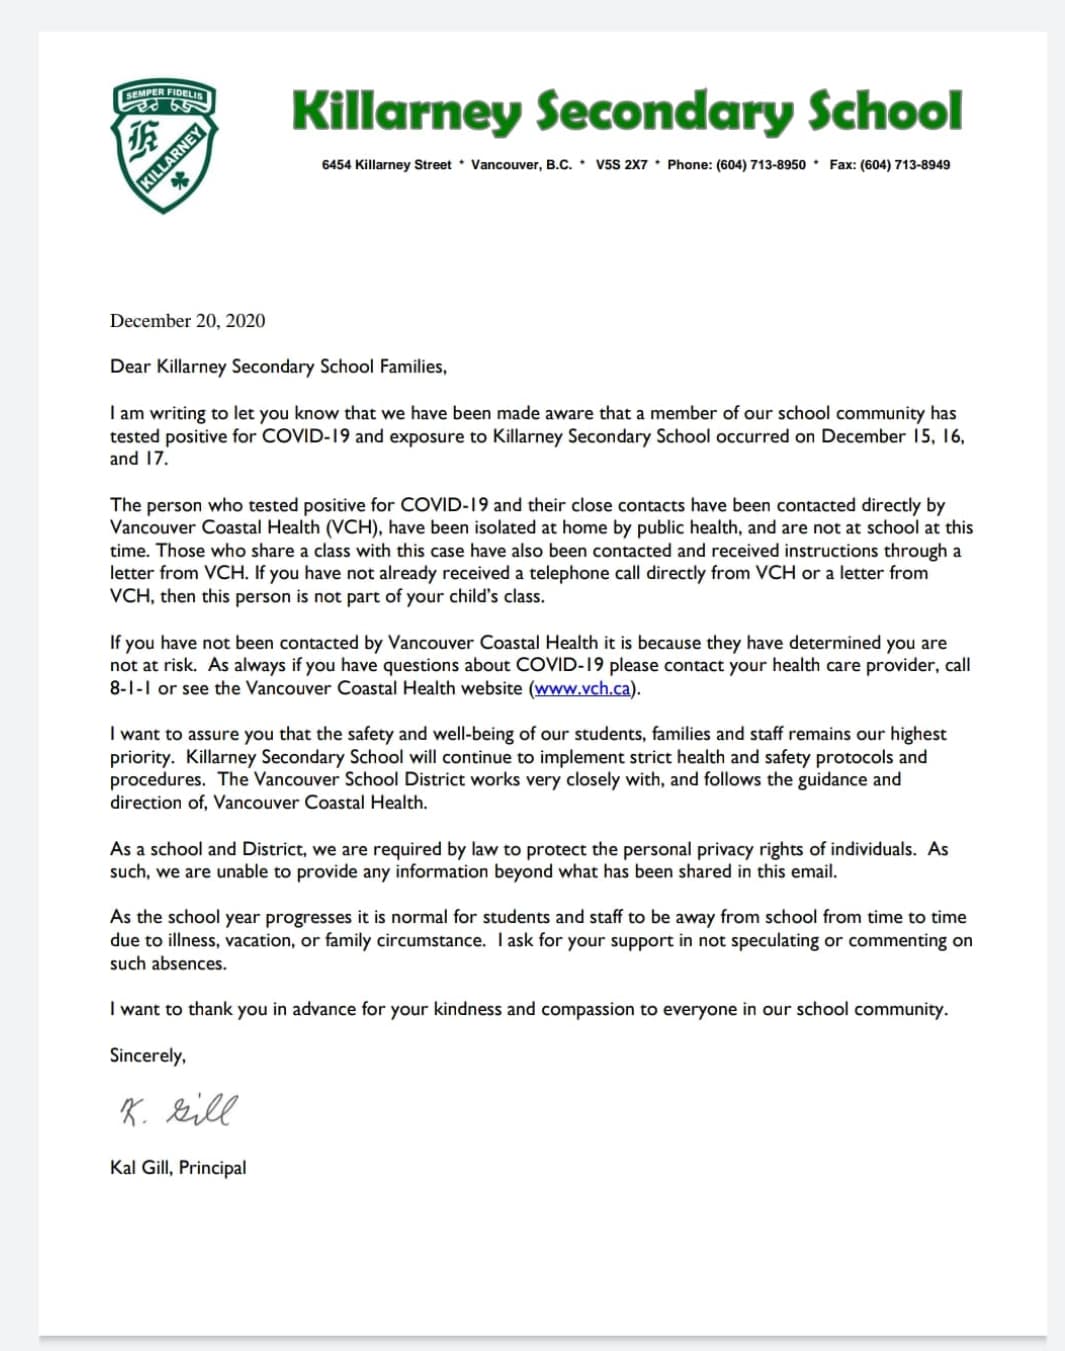 SEMPER FIDELIS
KILLARNEY
Killarney Secondary School
6454 Killarney Street * Vancouver, B.C. * V5S 2X7 * Phone: (604) 713-8950 * Fax: (604) 713-8949
December 20, 2020
Dear Killarney Secondary School Families,
I am writing to let you know that we have been made aware that a member of our school community has
tested positive for COVID-19 and exposure to Killarney Secondary School occurred on December 15, 16,
and 17.
The person who tested positive for COVID-19 and their close contacts have been contacted directly by
Vancouver Coastal Health (VCH), have been isolated at home by public health, and are not at school at this
time. Those who share a class with this case have also been contacted and received instructions through a
letter from VCH. If you have not already received a telephone call directly from VCH or a letter from
VCH, then this person is not part of your child's class.
If you have not been contacted by Vancouver Coastal Health it is because they have determined you are
not at risk.  As always if you have questions about COVID-19 please contact your health care provider, call
8-1-1 or see the Vancouver Coastal Health website (www.vch.ca).
I want to assure you that the safety and well-being of our students, families and staff remains our highest
priority.  Killarney Secondary School will continue to implement strict health and safety protocols and
procedures.  The Vancouver School District works very closely with, and follows the guidance and
direction of, Vancouver Coastal Health.
As a school and District, we are required by law to protect the personal privacy rights of individuals.  As
such, we are unable to provide any information beyond what has been shared in this email.
As the school year progresses it is normal for students and staff to be away from school from time to time
due to illness, vacation, or family circumstance.  I ask for your support in not speculating or commenting on
such absences.
I want to thank you in advance for your kindness and compassion to everyone in our school community.
Sincerely,
K. Gill
Kal Gill, Principal